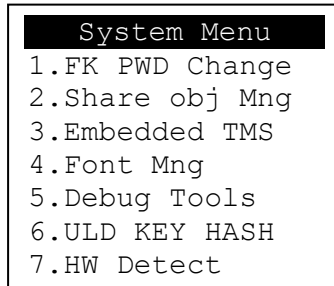 System Menu
1.FK PWD Change
2.Share obj Mng
3.Embedded TMS
4.Font Mng
5.Debug Tools
6.ULD KEY HASH
7.HW Detect